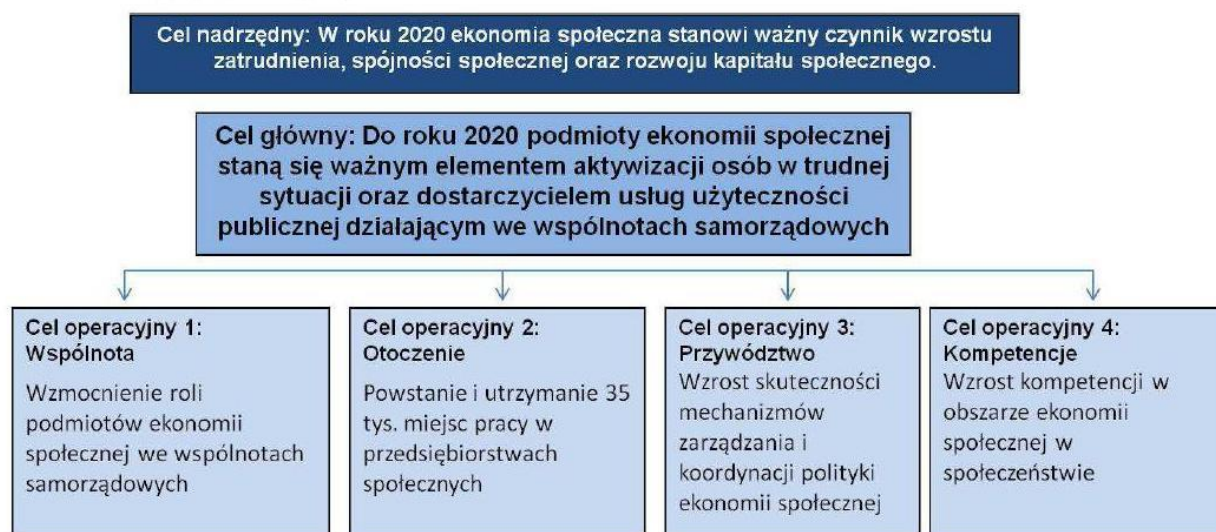 Cel nadrzędny: W roku 2020 ekonomia społeczna stanowi ważny czynnik wzrostu
zatrudnienia, spójności społecznej oraz rozwoju kapitału społecznego.
Cel główny: Do roku 2020 podmioty ekonomii społecznej
staną się ważnym elementem aktywizacji osób w trudnej
sytuacji oraz dostarczycielem usług użyteczności
publicznej działającym we wspólnotach samorządowych
Cel operacyjny 1:
Wspólnota
Wzmocnienie roli
podmiotów ekonomii
społecznej we wspólnotach
samorządowych
Cel operacyjny 2:
Otoczenie
Powstanie i utrzymanie 35
tys. miejsc pracy w
przedsiębiorstwach
społecznych
Cel operacyjny 3:
Przywództwo
Wzrost skuteczności
mechanizmów
zarządzania i
koordynacji polityki
ekonomii społecznej
Cel operacyjny 4:
Kompetencje
Wzrost kompetencji w
obszarze ekonomii
społecznej w
społeczeństwie